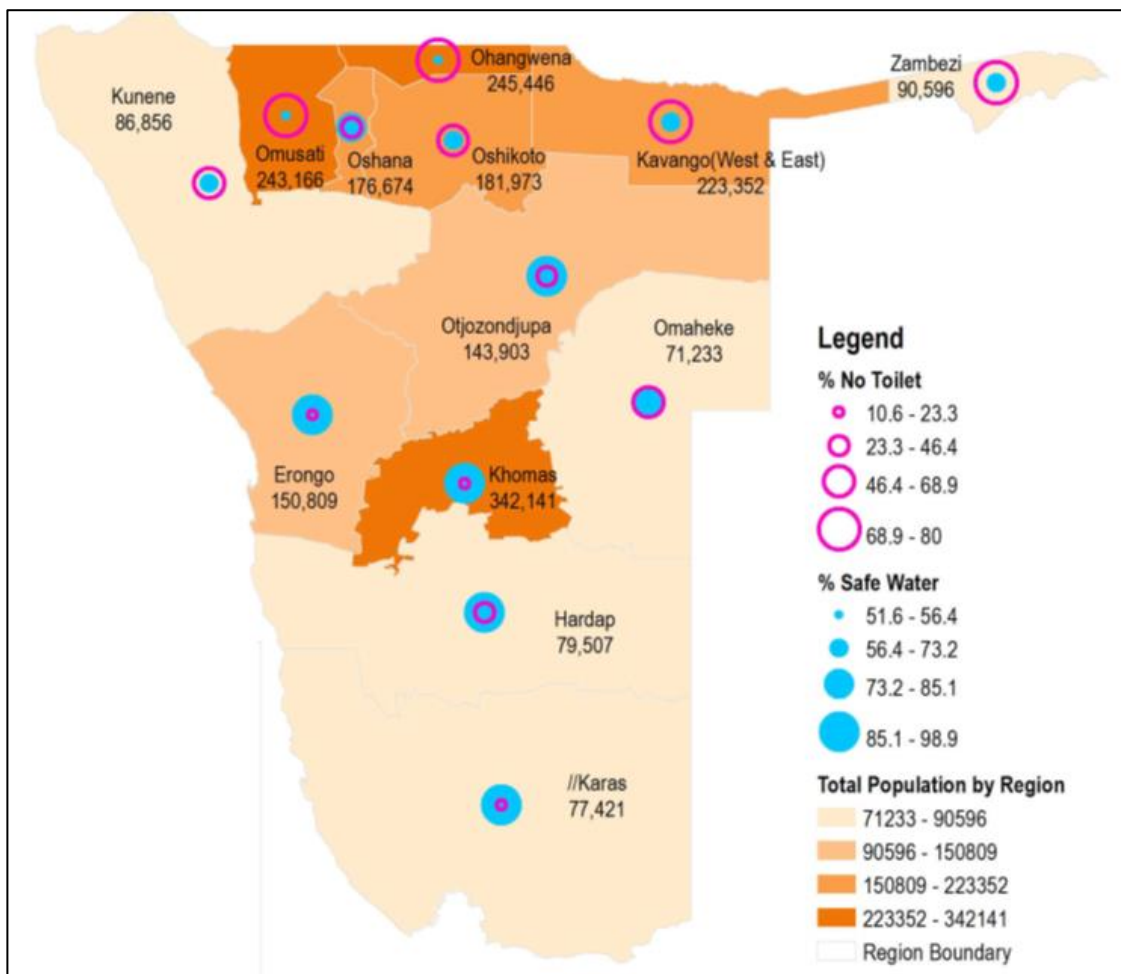 Ohangwena
245,446
Zambezi
90,596
Kunene
86,856
Omusati
243,166
Oshana
176,674
Oshikoto
181,973
Kavango(West & East)
223,352
Otjozondjupa
143,903
Omaheke
71,233
Erongo
150,809
Khomas
342,141
Hardap
79,507
//Karas
77,421
Legend
% No Toilet
10.6 - 23.3
23.3 - 46.4
46.4 - 68.9
68.9 - 80
% Safe Water
51.6 - 56.4
56.4 - 73.2
73.2 - 85.1
85.1 - 98.9
Total Population by Region
71233 - 90596
90596 - 150809
150809 - 223352
223352 - 342141
Region Boundary